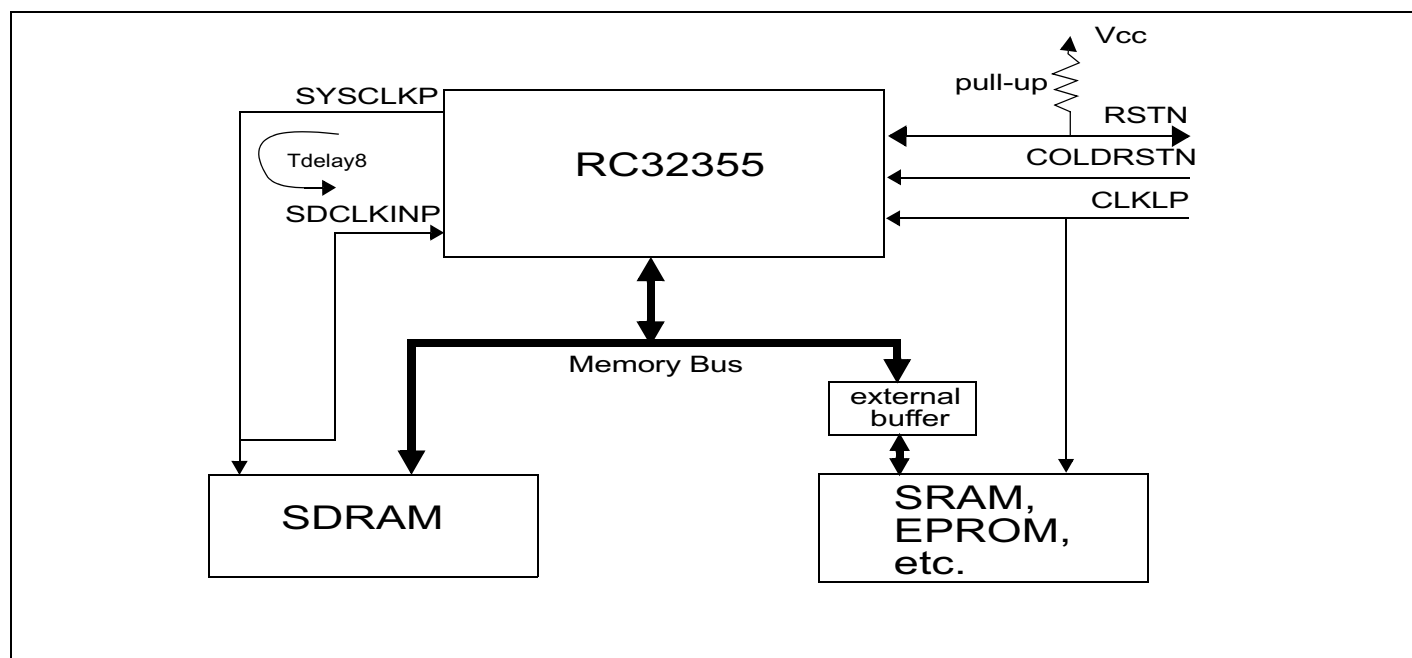 Vcc
pull-up
SYSCLKP
RSTN
Tdelay8
RC32355
COLDRSTN
SDCLKINP
CLKLP
Memory Bus
external
buffer
SDRAM
SRAM,
EPROM,
etc.